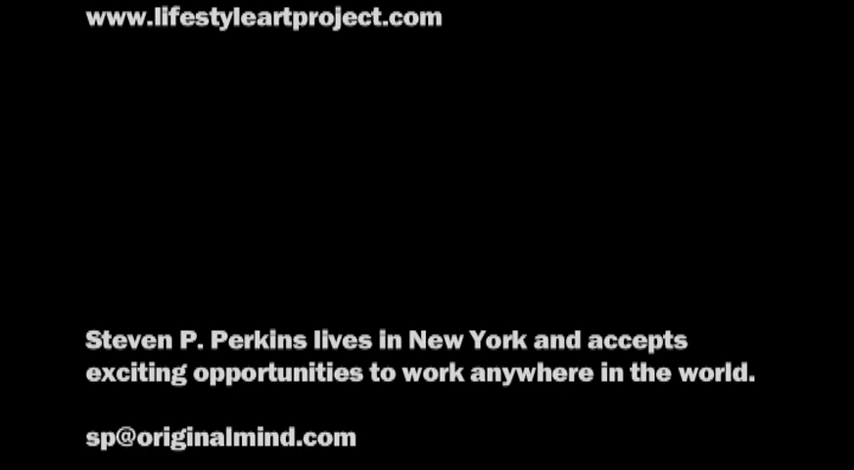 www.lifestyleartproject.com
Steven P. Perkins lives in New York and accepts
exciting opportunities to work anywhere in the world.
sp@originalmind.com